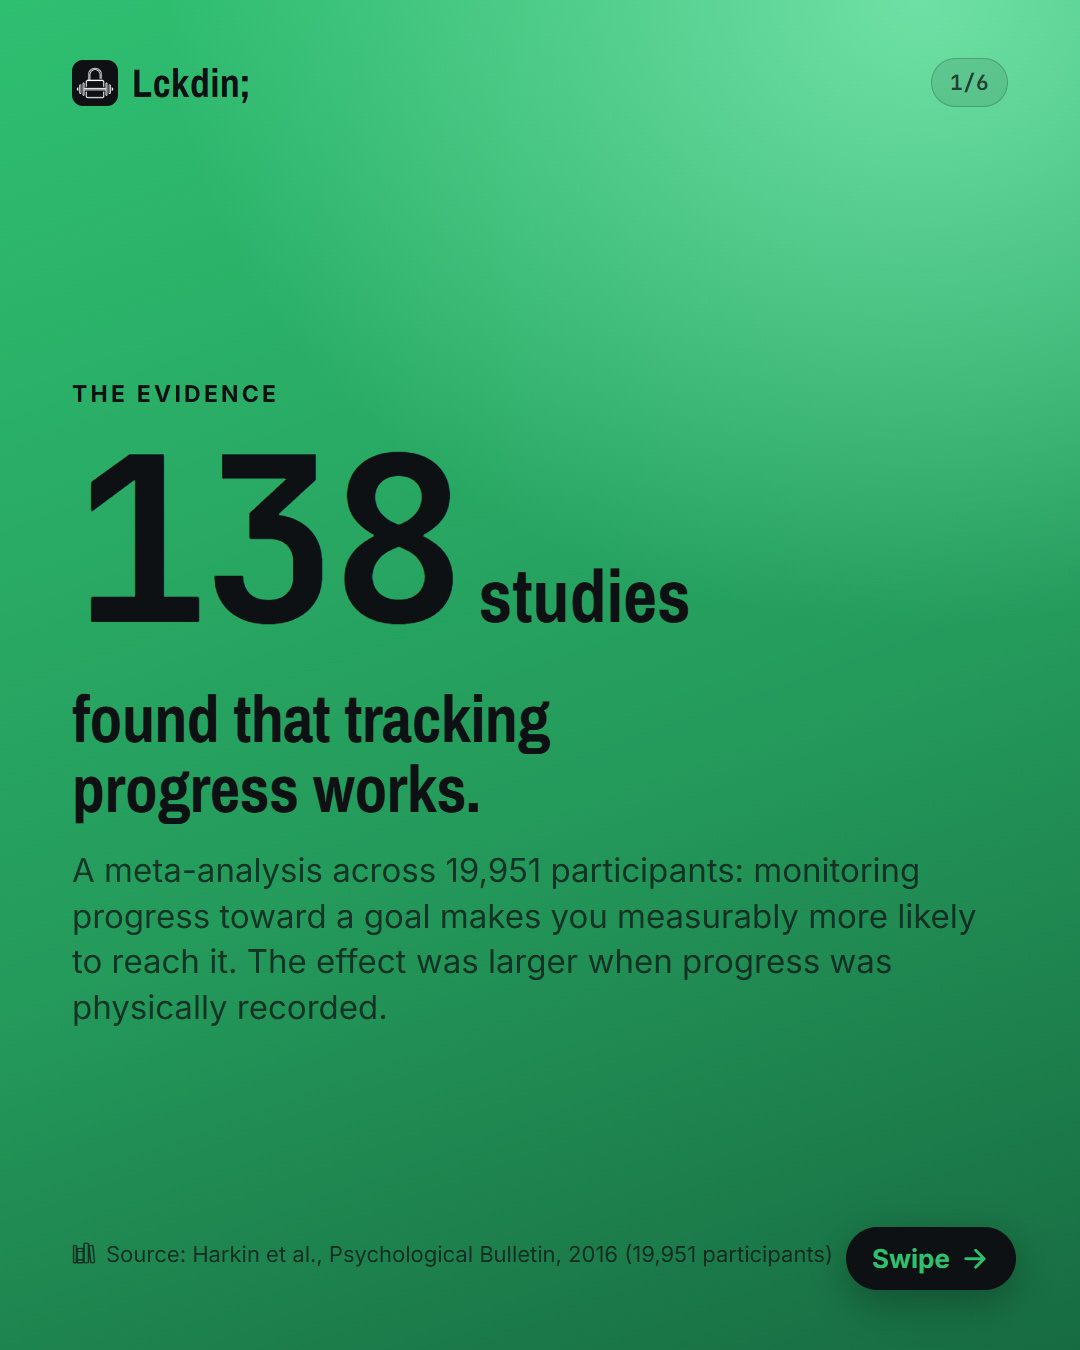 Lckdin;
1/6
THE EVIDENCE
138 studies
found that tracking
progress works.
A meta-analysis across 19,951 participants: monitoring
progress toward a goal makes you measurably more likely
to reach it. The effect was larger when progress was
physically recorded.
Source: Harkin et al., Psychological Bulletin, 2016 (19,951 participants)
Swipe →